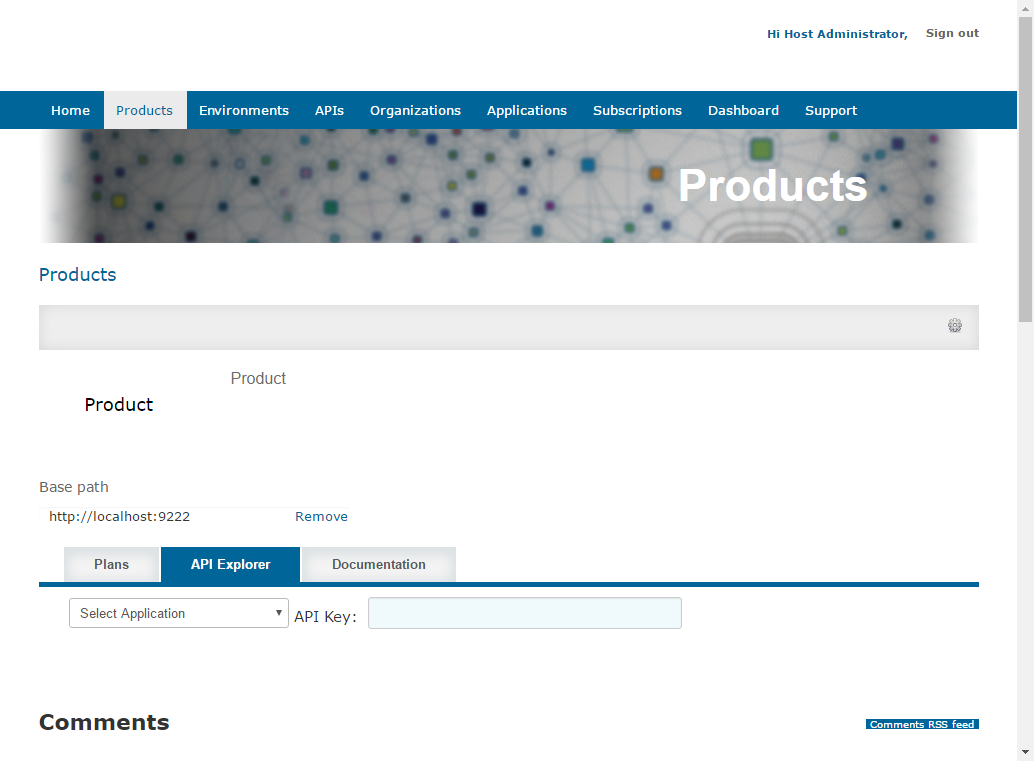 Hi Host Administrator, Sign out
Home Products Environments APIs Organizations Applications Subscriptions Dashboard Support
Products
Products
Product
Product
Base path
http://localhost:9222 Remove
Plans API Explorer Documentation
Select Application API Key:
Comments Comments RSS feed